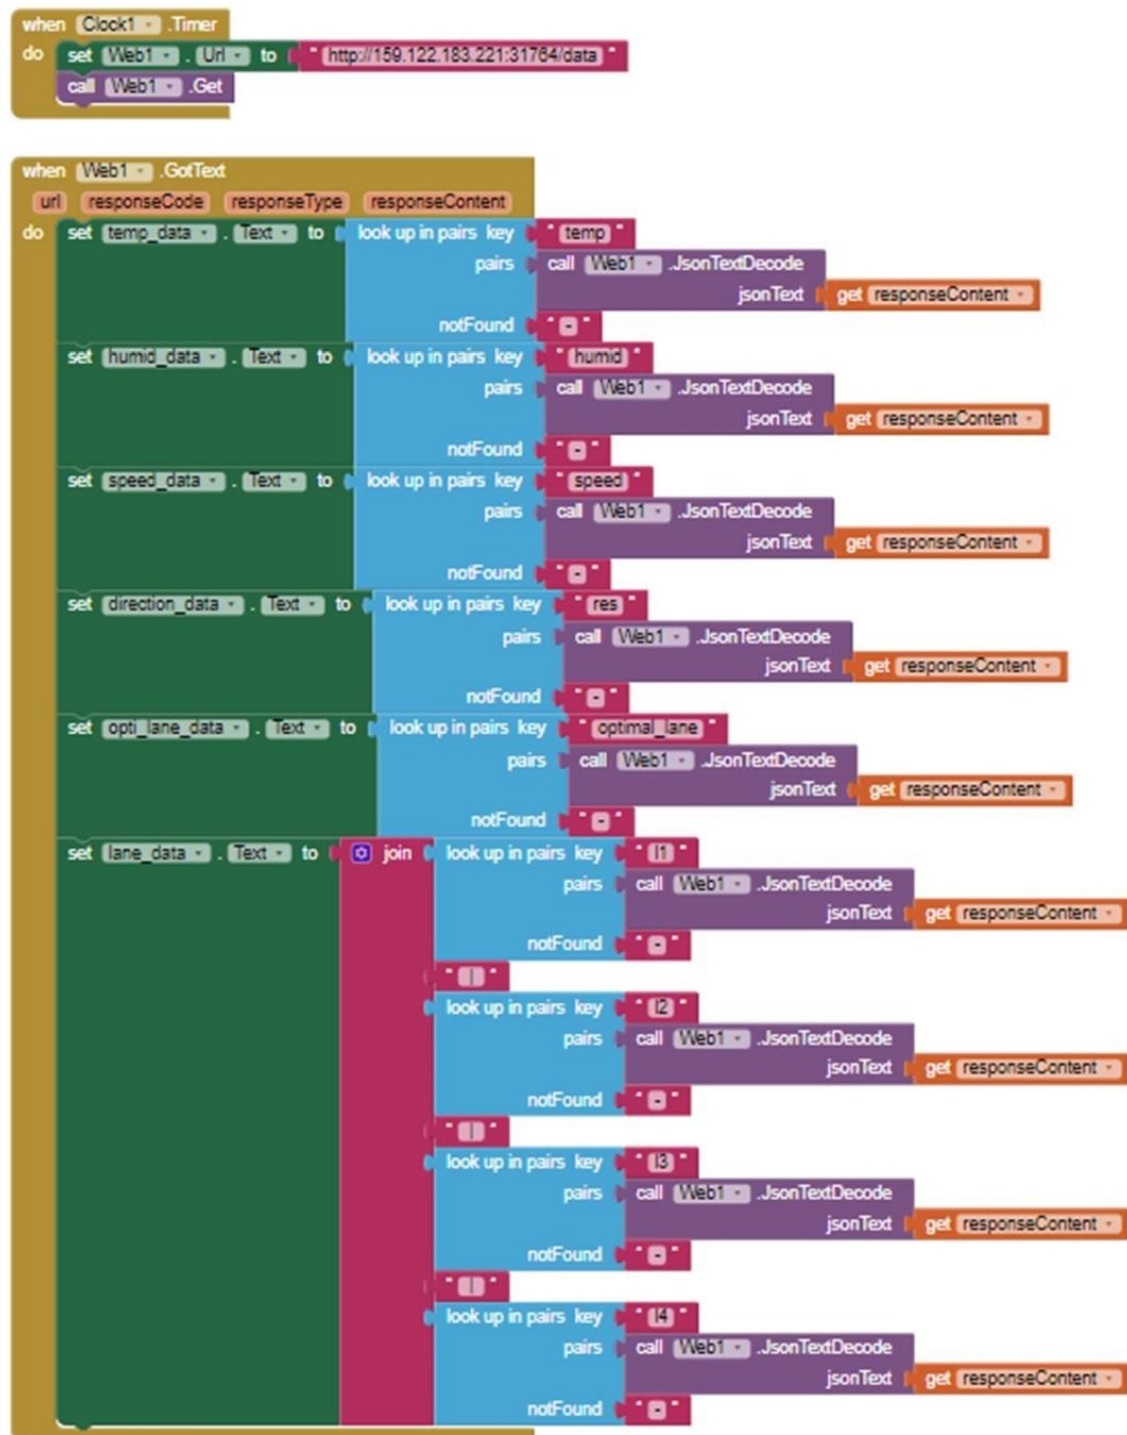 when Clock1 .Timer
do set Web1 . Url to " http://159.122.183.221:31764/data "
call Web1 .Get
when Web1 .GotText
url responseCode responseType responseContent
do set temp_data . Text to look up in pairs key " temp "
pairs call Web1 .JsonTextDecode
jsonText get responseContent
notFound " - "
set humid_data . Text to look up in pairs key " humid "
pairs call Web1 .JsonTextDecode
jsonText get responseContent
notFound " - "
set speed_data . Text to look up in pairs key " speed "
pairs call Web1 .JsonTextDecode
jsonText get responseContent
notFound " - "
set direction_data . Text to look up in pairs key " res "
pairs call Web1 .JsonTextDecode
jsonText get responseContent
notFound " - "
set opti_lane_data . Text to look up in pairs key " optimal_lane "
pairs call Web1 .JsonTextDecode
jsonText get responseContent
notFound " - "
set lane_data . Text to join look up in pairs key " l1 "
pairs call Web1 .JsonTextDecode
jsonText get responseContent
notFound " - "
" | "
look up in pairs key " l2 "
pairs call Web1 .JsonTextDecode
jsonText get responseContent
notFound " - "
" | "
look up in pairs key " l3 "
pairs call Web1 .JsonTextDecode
jsonText get responseContent
notFound " - "
" | "
look up in pairs key " l4 "
pairs call Web1 .JsonTextDecode
jsonText get responseContent
notFound " - "